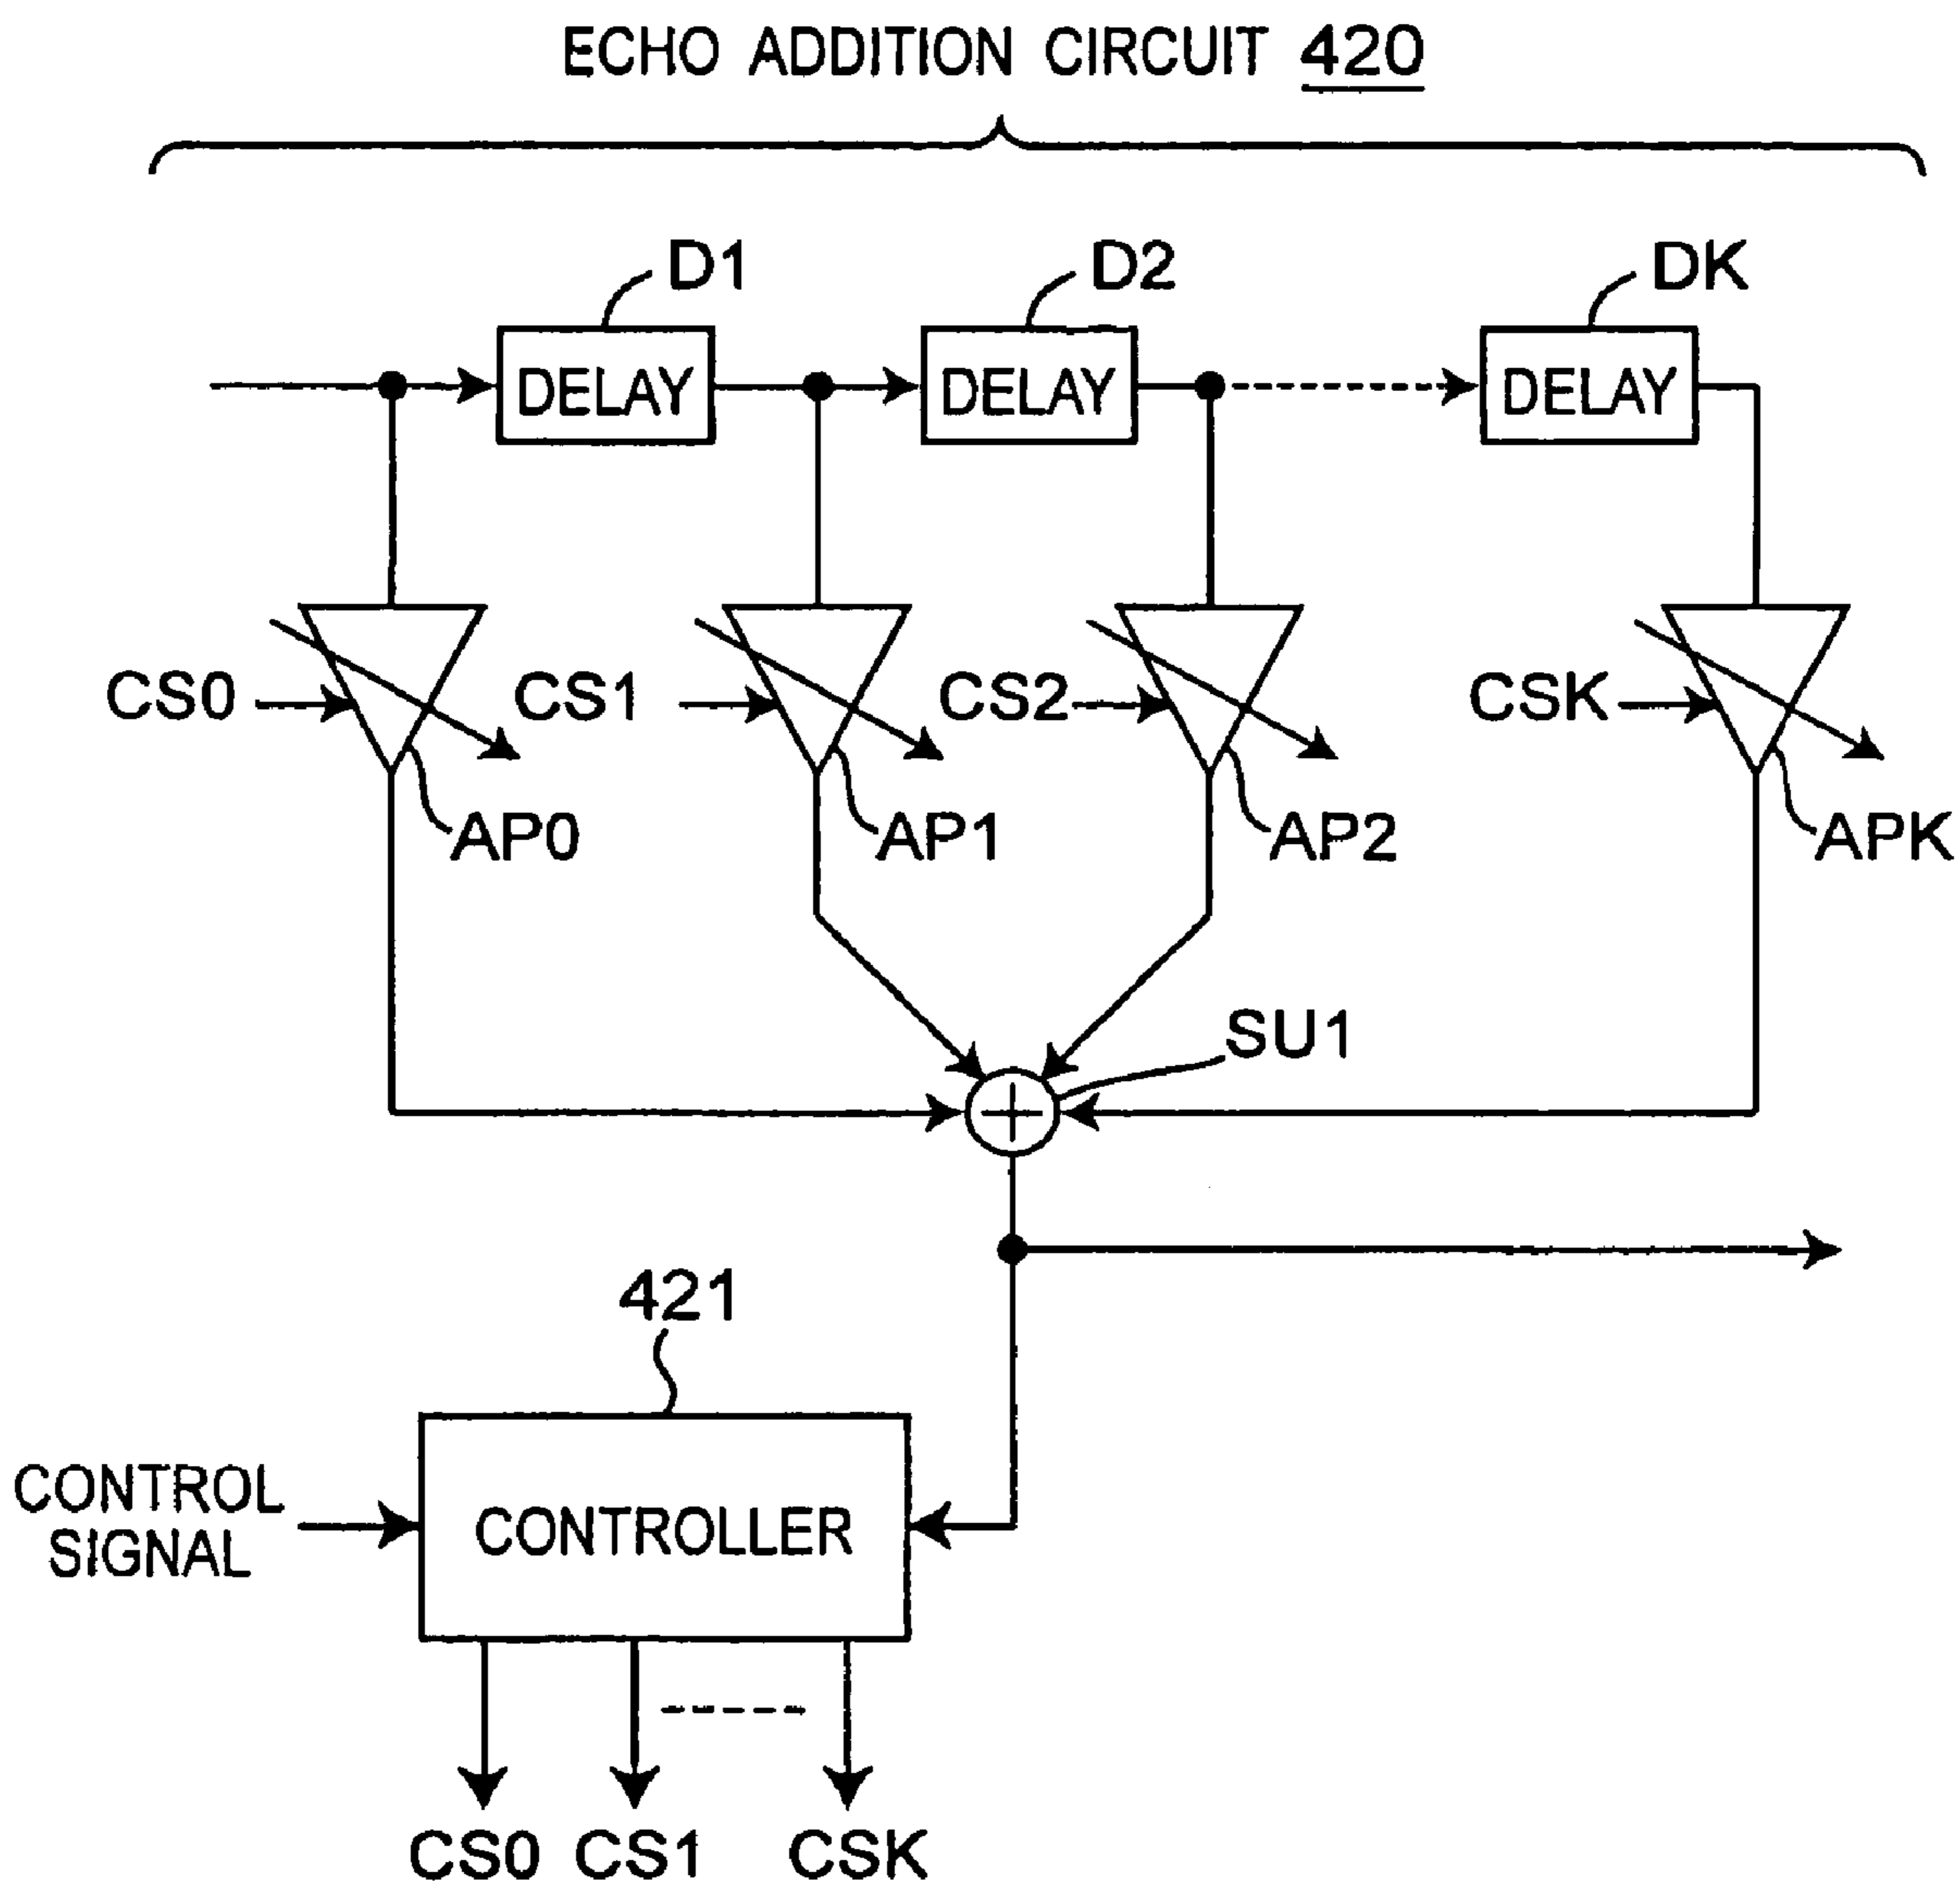 ECHO ADDITION CIRCUIT 420
D1 D2 DK
DELAY DELAY DELAY
CS0 CS1 CS2 CSK
AP0 AP1 AP2 APK
SU1
421
CONTROL
SIGNAL
CONTROLLER
CS0 CS1 CSK